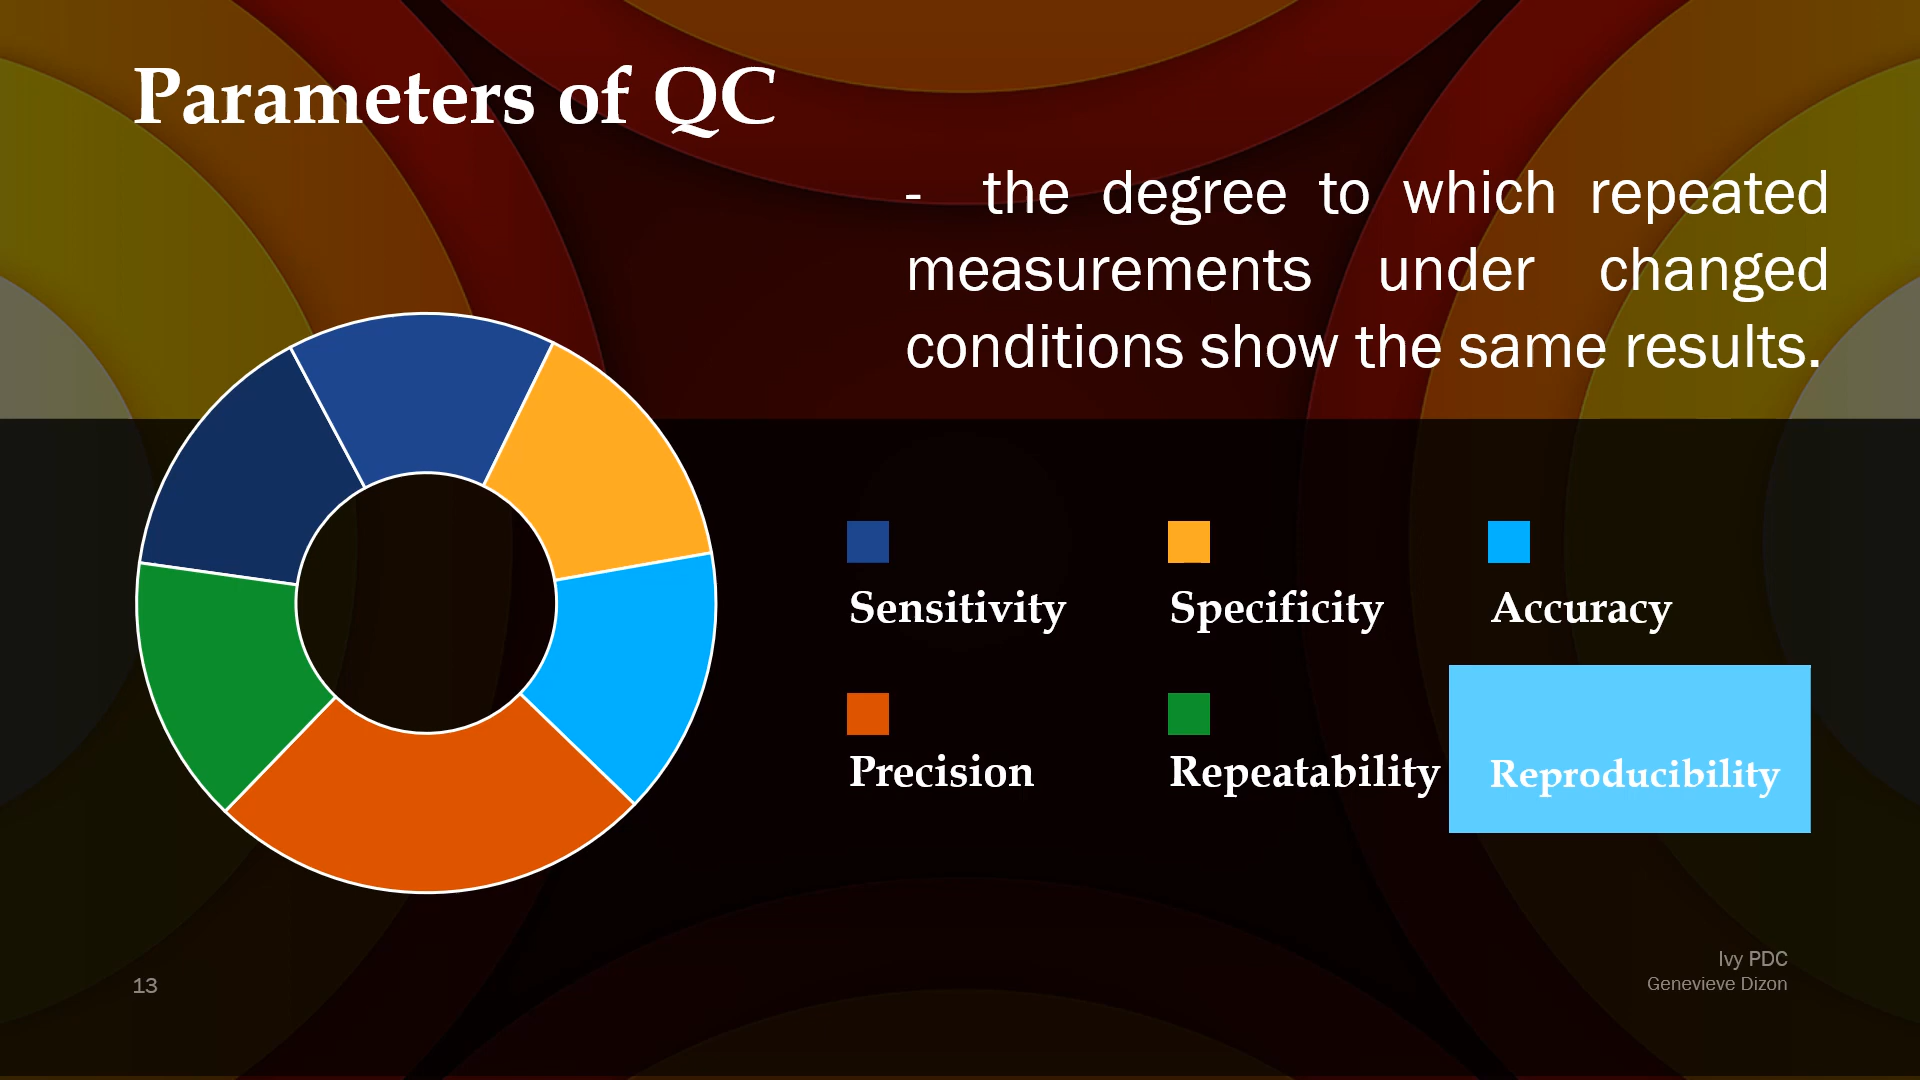 Parameters of QC
- the degree to which repeated
measurements under changed
conditions show the same results.
Sensitivity
Specificity
Accuracy
Precision
Repeatability
Reproducibility
Ivy PDC
Genevieve Dizon
13